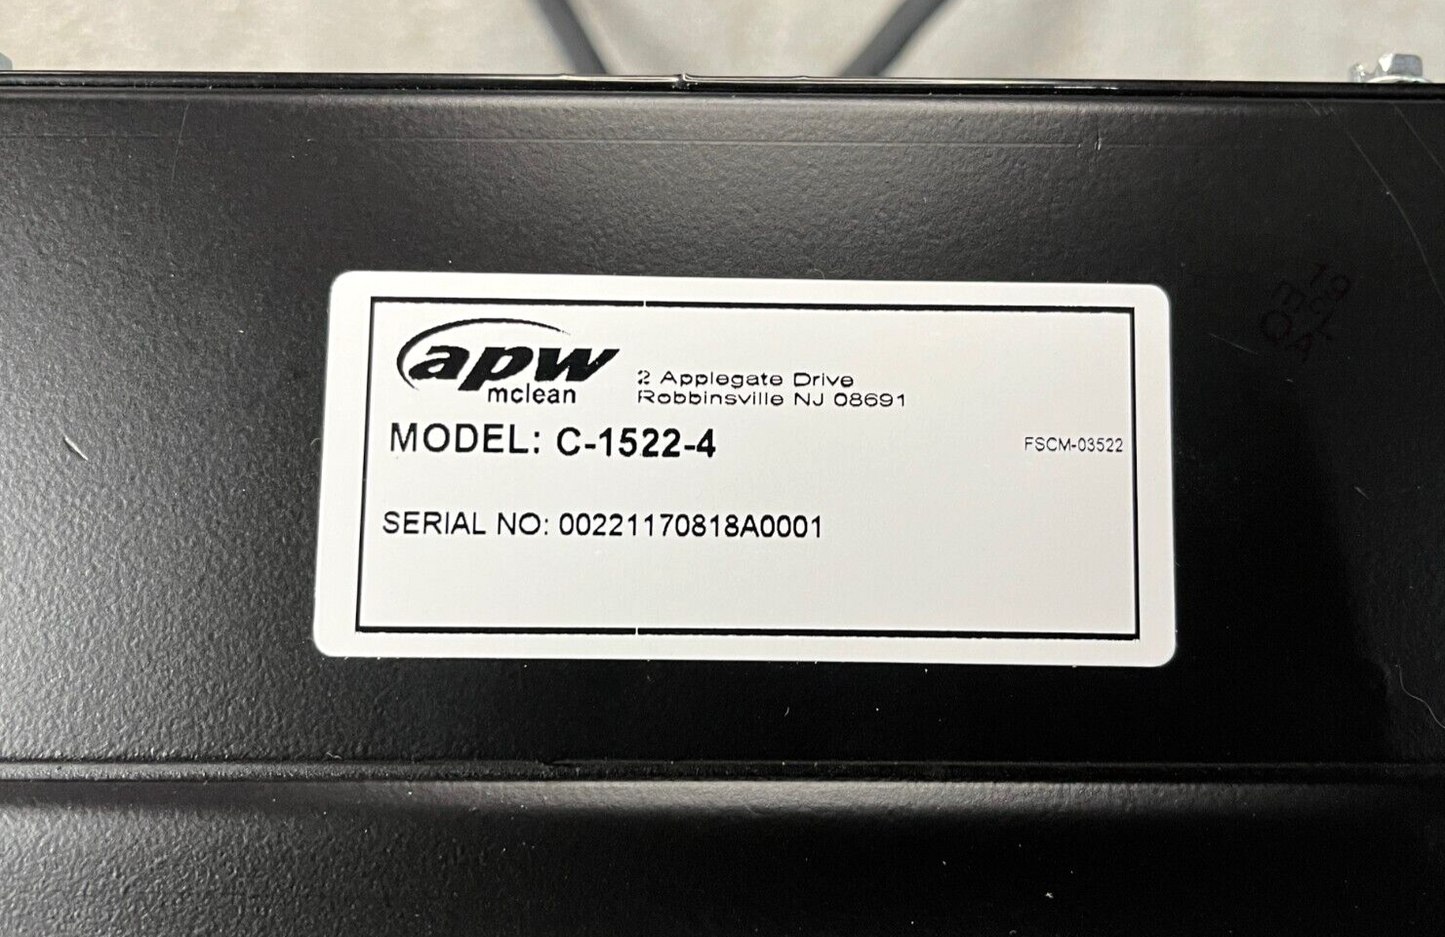 apw
mclean
2 Applegate Drive
Robbinsville NJ 08691
MODEL: C-1522-4
FSCM-03522
SERIAL NO: 00221170818A0001